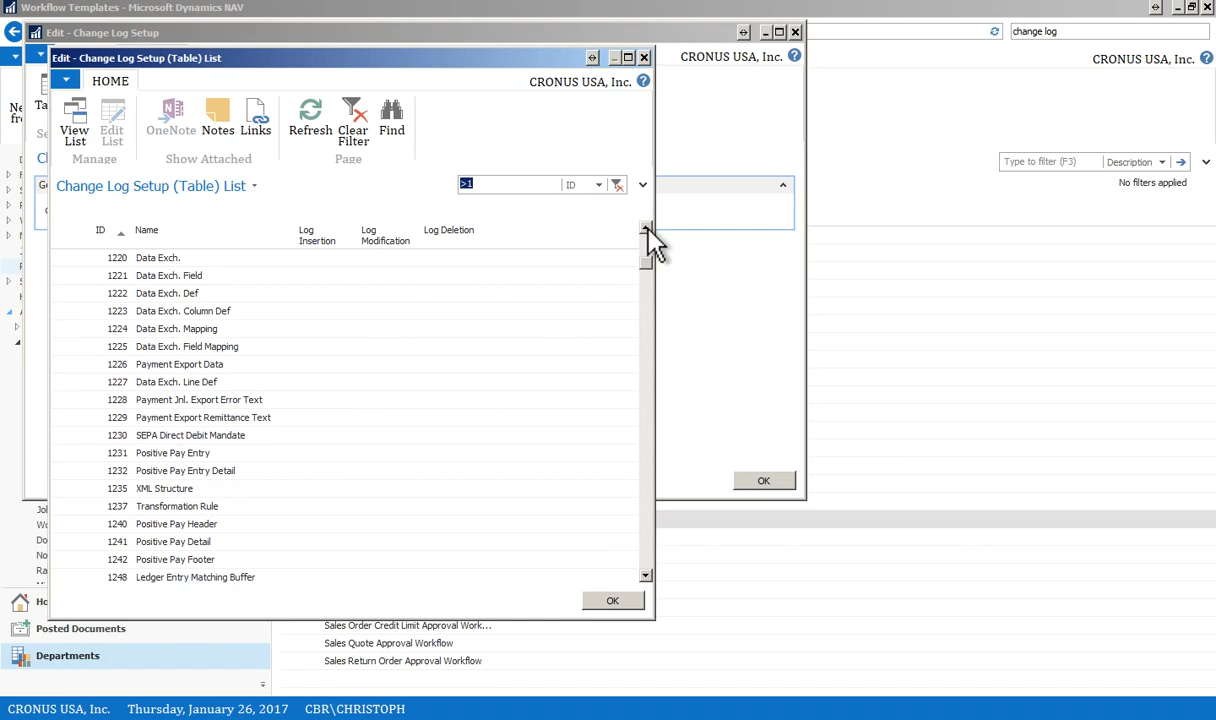 Workflow Templates - Microsoft Dynamics NAV
Edit - Change Log Setup
change log
Edit - Change Log Setup (Table) List
CRONUS USA, Inc.
CRONUS USA, Inc.
HOME
CRONUS USA, Inc.
View List
Edit List
OneNote
Notes
Links
Refresh
Clear Filter
Find
Manage
Show Attached
Page
Type to filter (F3)
Description
No filters applied
Change Log Setup (Table) List
>1
ID
ID Name Log Insertion Log Modification Log Deletion
1220 Data Exch.
1221 Data Exch. Field
1222 Data Exch. Def
1223 Data Exch. Column Def
1224 Data Exch. Mapping
1225 Data Exch. Field Mapping
1226 Payment Export Data
1227 Data Exch. Line Def
1228 Payment Jnl. Export Error Text
1229 Payment Export Remittance Text
1230 SEPA Direct Debit Mandate
1231 Positive Pay Entry
1232 Positive Pay Entry Detail
1235 XML Structure
1237 Transformation Rule
1240 Positive Pay Header
1241 Positive Pay Detail
1242 Positive Pay Footer
1248 Ledger Entry Matching Buffer
OK
OK
Sales Order Credit Limit Approval Work...
Sales Quote Approval Workflow
Sales Return Order Approval Workflow
Posted Documents
Departments
CRONUS USA, Inc. Thursday, January 26, 2017 CBR\CHRISTOPH